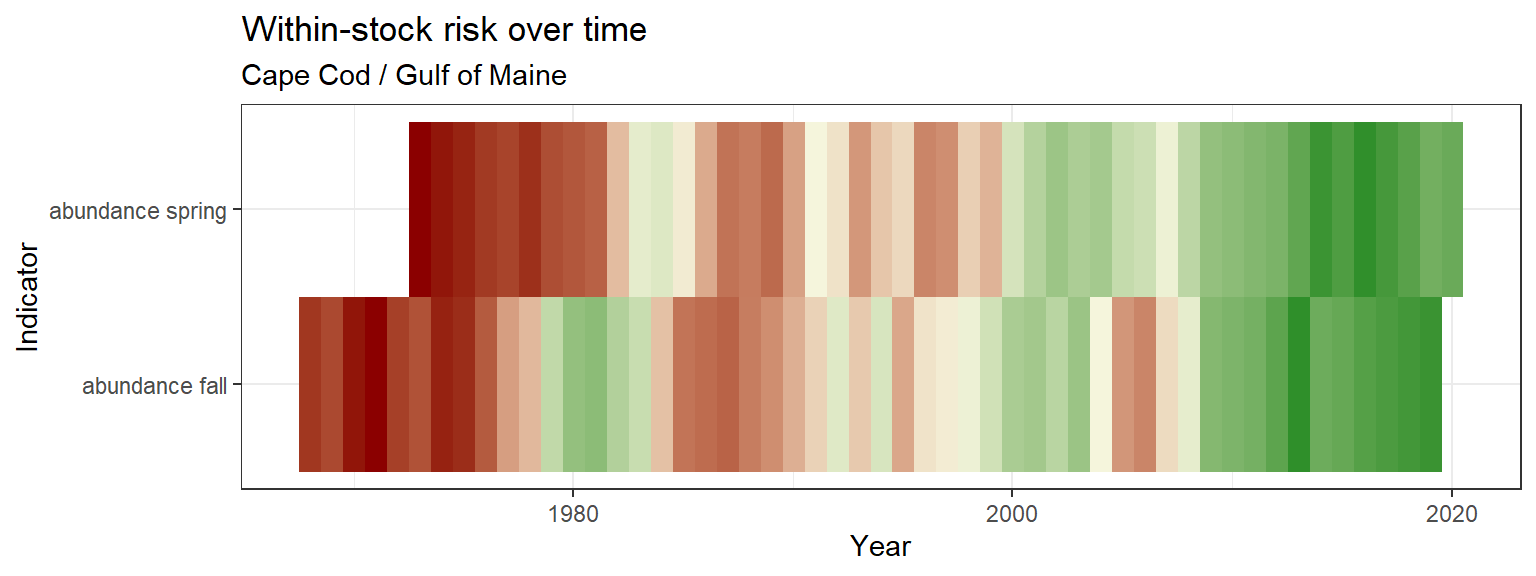 Within-stock risk over time
Cape Cod / Gulf of Maine
Indicator
abundance spring
abundance fall
1980
2000
2020
Year